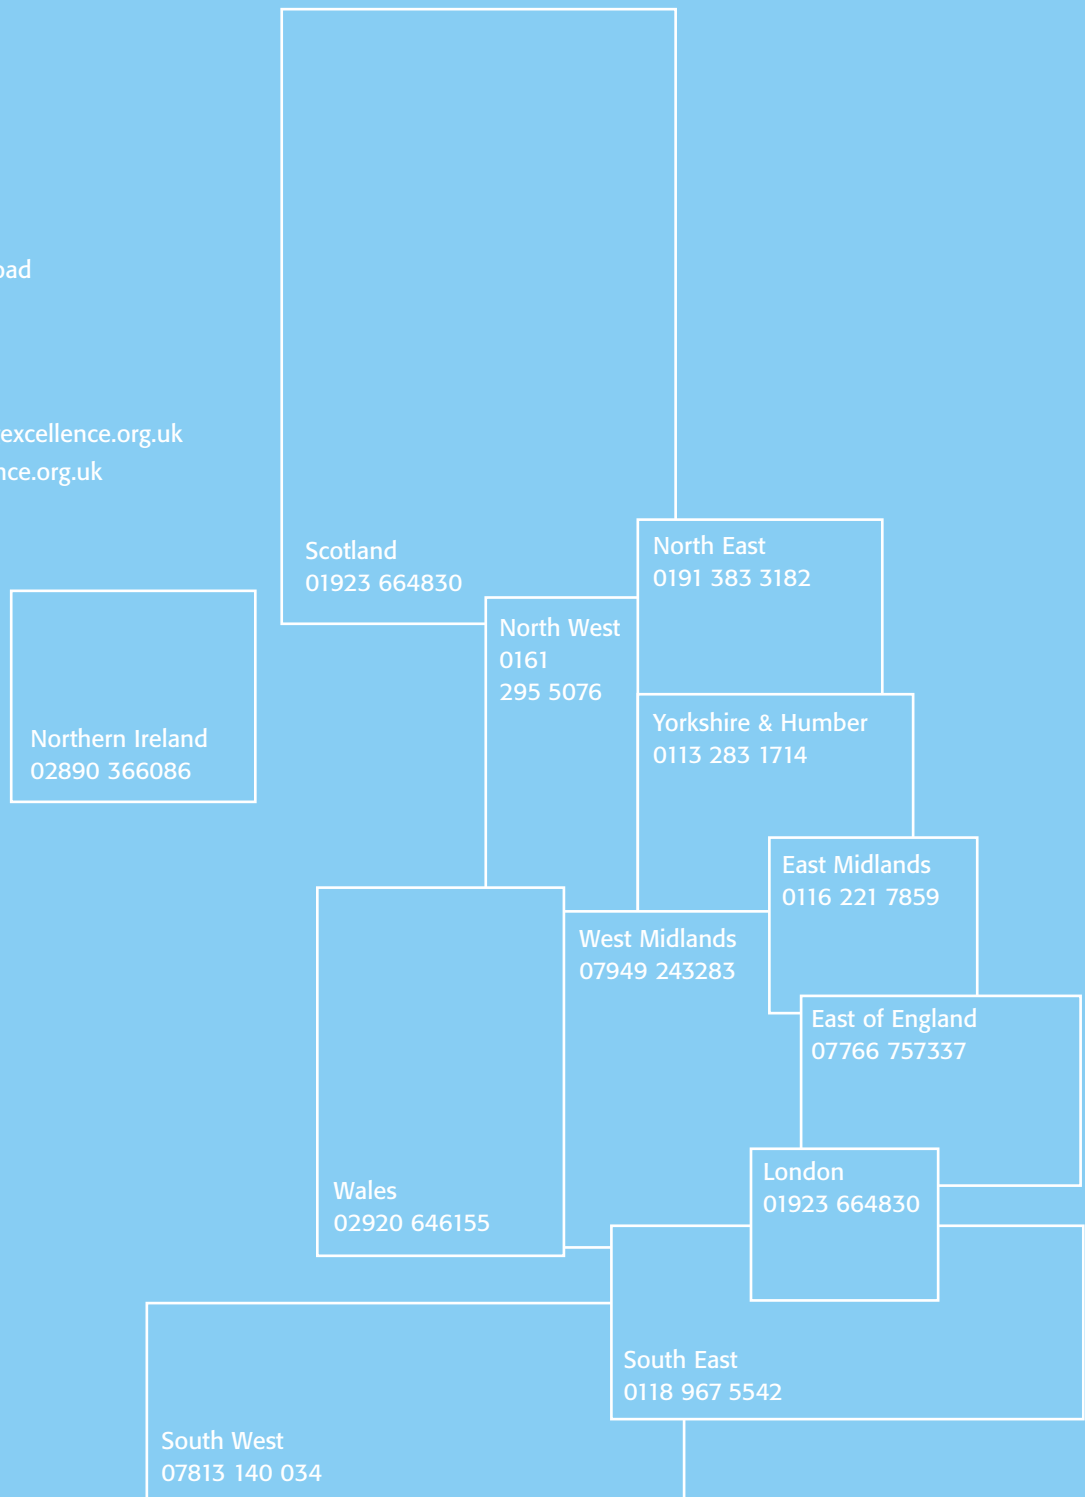 oad
excellence.org.uk
nce.org.uk
Scotland
01923 664830
North East
0191 383 3182
North West
0161
295 5076
Yorkshire & Humber
0113 283 1714
Northern Ireland
02890 366086
East Midlands
0116 221 7859
West Midlands
07949 243283
East of England
07766 757337
London
01923 664830
Wales
02920 646155
South East
0118 967 5542
South West
07813 140 034